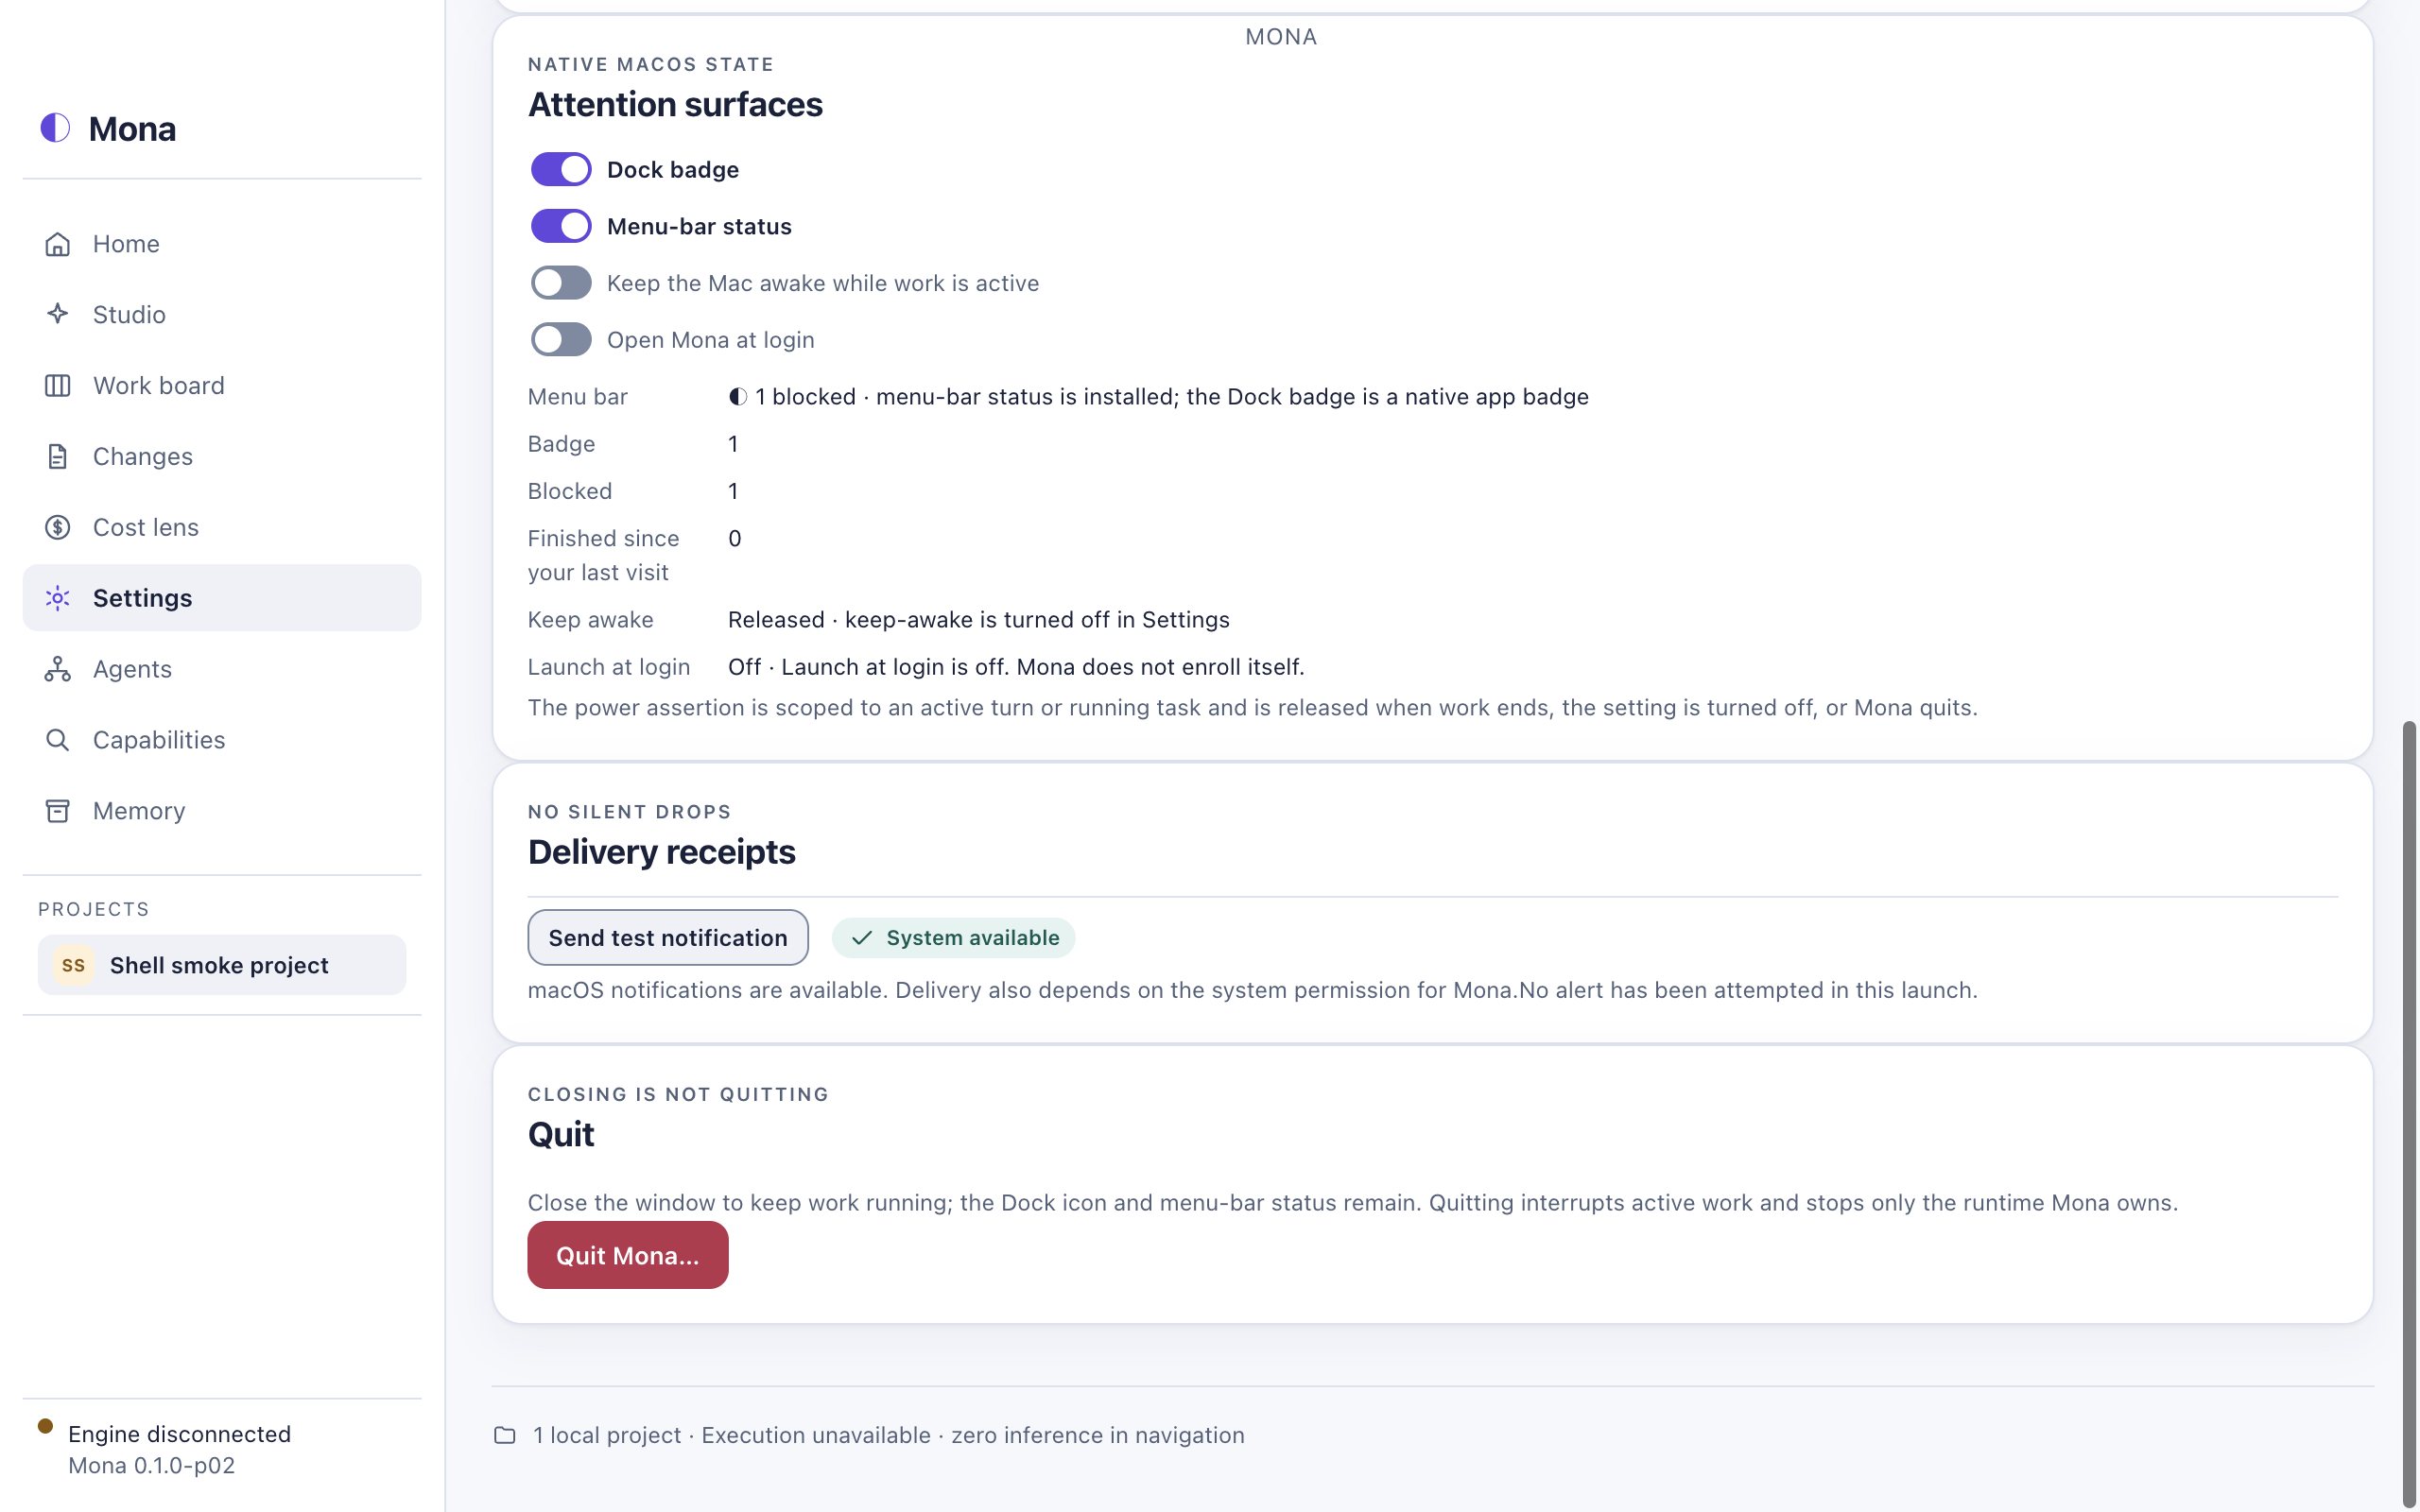 Mona
Home
Studio
Work board
Changes
Cost lens
Settings
Agents
Capabilities
Memory
PROJECTS
SS Shell smoke project
Engine disconnected
Mona 0.1.0-p02
MONA
NATIVE MACOS STATE
Attention surfaces
Dock badge
Menu-bar status
Keep the Mac awake while work is active
Open Mona at login
Menu bar 1 blocked · menu-bar status is installed; the Dock badge is a native app badge
Badge 1
Blocked 1
Finished since 0
your last visit
Keep awake Released · keep-awake is turned off in Settings
Launch at login Off · Launch at login is off. Mona does not enroll itself.
The power assertion is scoped to an active turn or running task and is released when work ends, the setting is turned off, or Mona quits.
NO SILENT DROPS
Delivery receipts
Send test notification System available
macOS notifications are available. Delivery also depends on the system permission for Mona.No alert has been attempted in this launch.
CLOSING IS NOT QUITTING
Quit
Close the window to keep work running; the Dock icon and menu-bar status remain. Quitting interrupts active work and stops only the runtime Mona owns.
Quit Mona...
1 local project · Execution unavailable · zero inference in navigation